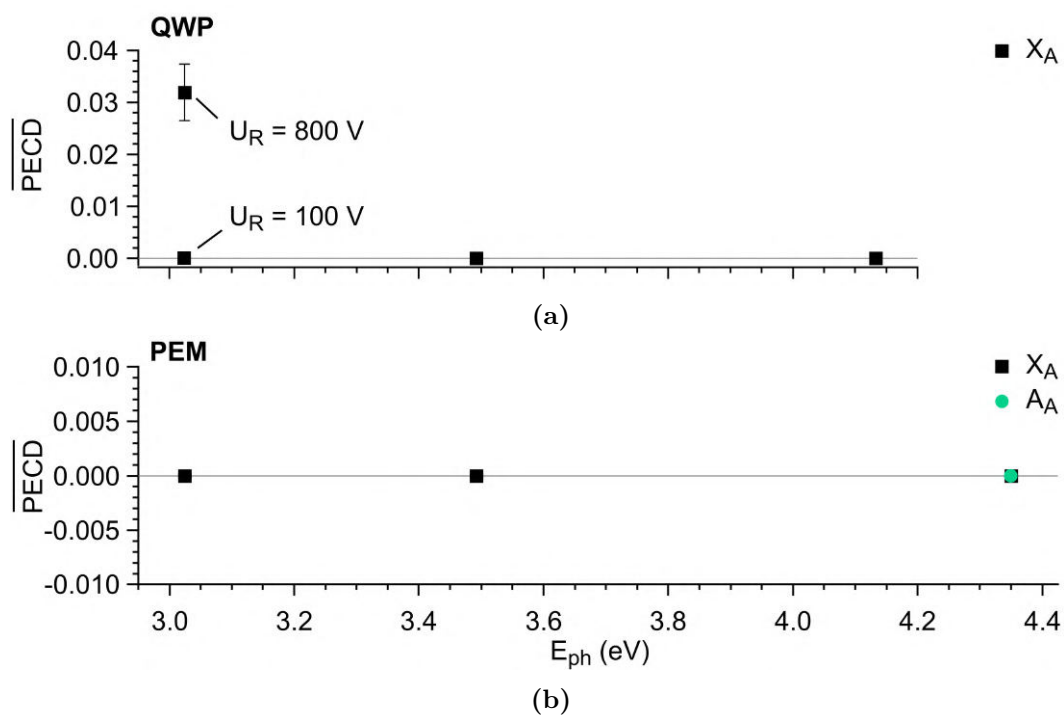 QWP
X_A
0.04
0.03
0.02
0.01
0.00
PECD
U_R = 800 V
U_R = 100 V
(a)
PEM
X_A
A_A
0.010
0.005
0.000
-0.005
-0.010
PECD
3.0 3.2 3.4 3.6 3.8 4.0 4.2 4.4
E_ph (eV)
(b)